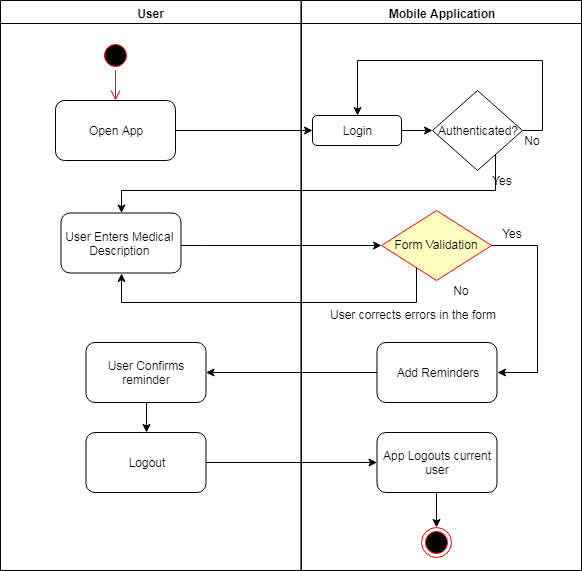 User
Mobile Application
Open App
Login
Authenticated?
No
Yes
User Enters Medical
Description
Form Validation
Yes
No
User corrects errors in the form
User Confirms
reminder
Add Reminders
Logout
App Logouts current
user